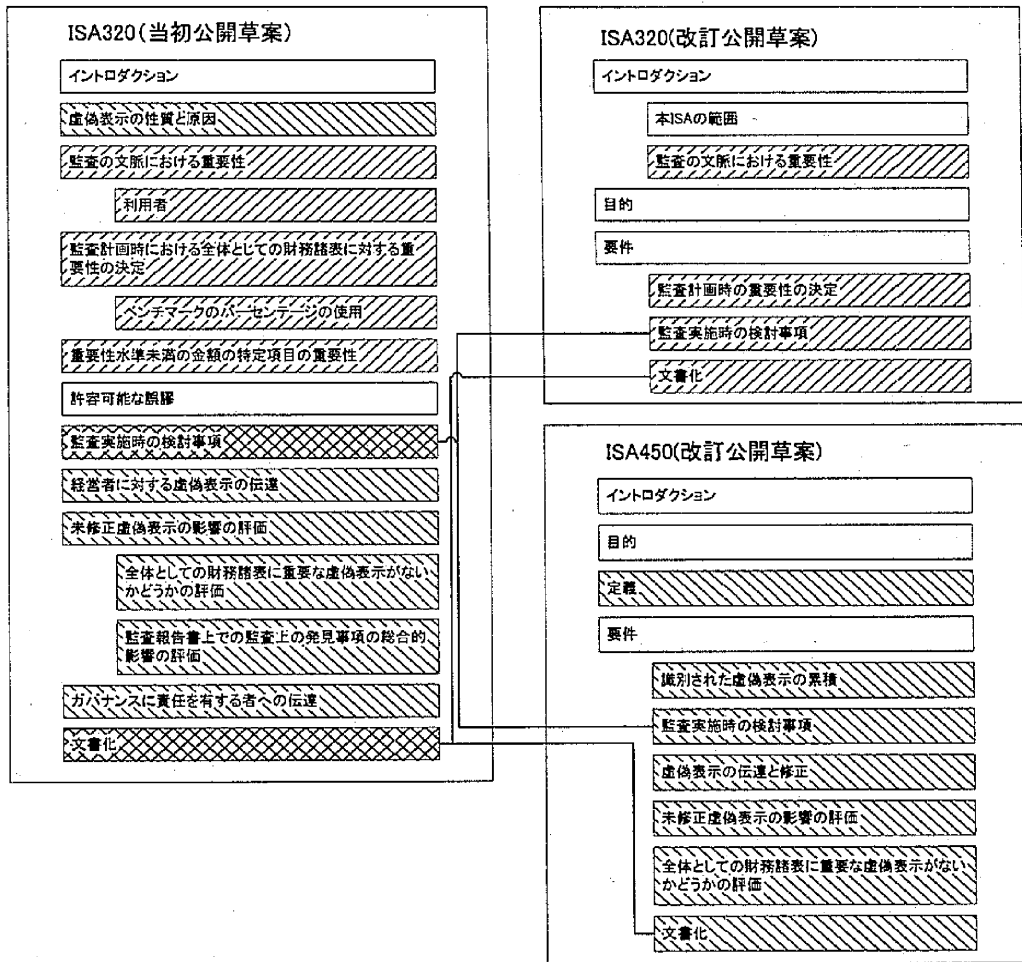 ISA320(当初公開草案)
イントロダクション
虚偽表示の性質と原因
監査の文脈における重要性
利用者
監査計画時における全体としての財務諸表に対する重
要性の決定
ベンチマークのパーセンテージの使用
重要性水準未満の金額の特定項目の重要性
許容可能な誤謬
監査実施時の検討事項
経営者に対する虚偽表示の伝達
未修正虚偽表示の影響の評価
全体としての財務諸表に重要な虚偽表示がない
かどうかの評価
監査報告書上での監査上の発見事項の総合的
影響の評価
ガバナンスに責任を有する者への伝達
文書化
ISA320(改訂公開草案)
イントロダクション
本ISAの範囲
監査の文脈における重要性
目的
要件
監査計画時の重要性の決定
監査実施時の検討事項
文書化
ISA450(改訂公開草案)
イントロダクション
目的
定義
要件
識別された虚偽表示の累積
監査実施時の検討事項
虚偽表示の伝達と修正
未修正虚偽表示の影響の評価
全体としての財務諸表に重要な虚偽表示がない
かどうかの評価
文書化